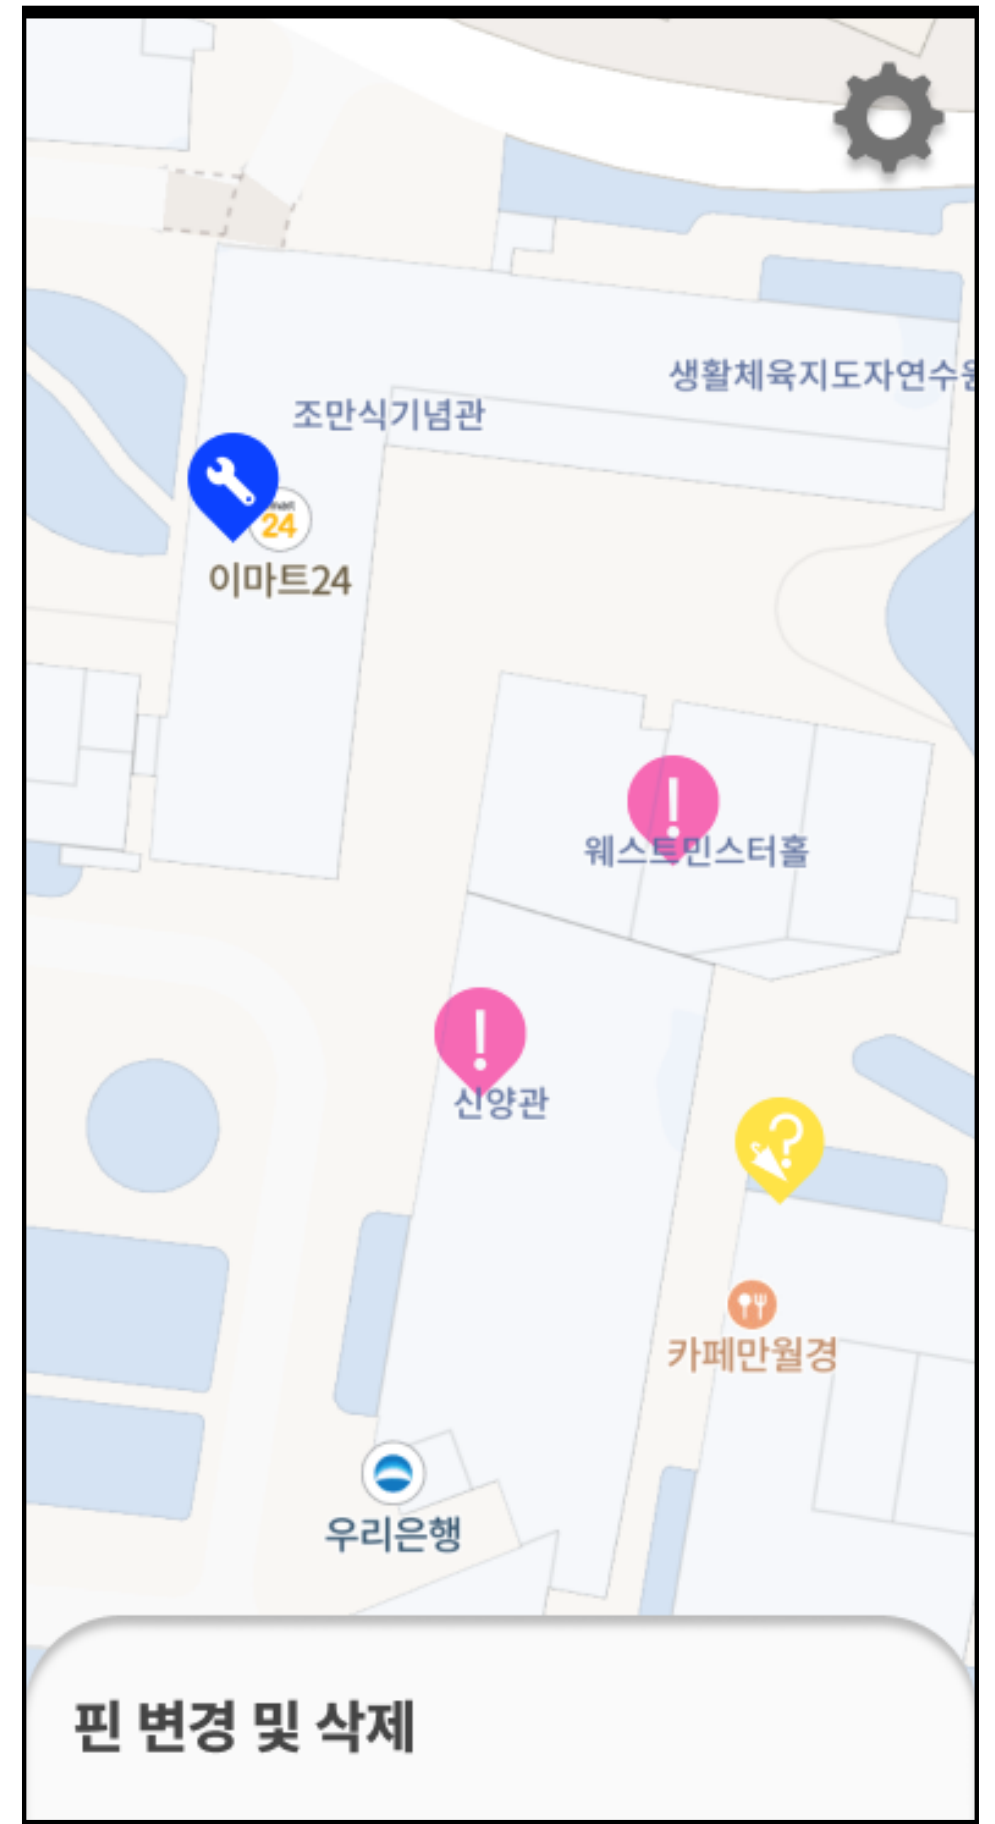 생활체육지도자연수원
조만식기념관
24
이마트24
!
웨스트민스터홀
!
신양관
?
카페만월경
우리은행
핀 변경 및 삭제